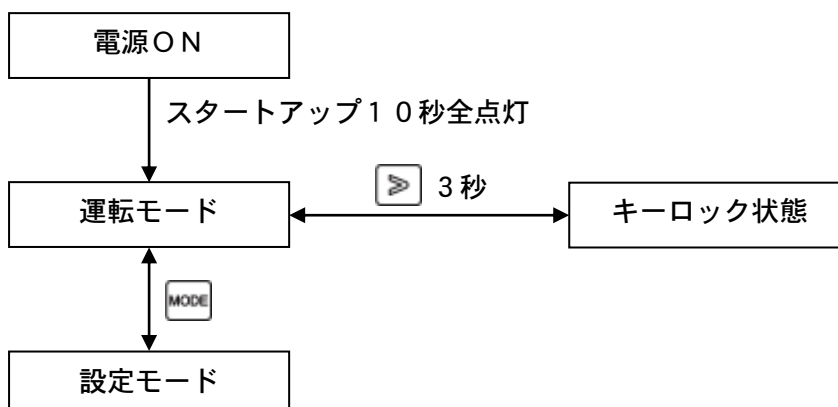 電源ＯＮ
スタートアップ１０秒全点灯
運転モード
３秒
キーロック状態
MODE
設定モード